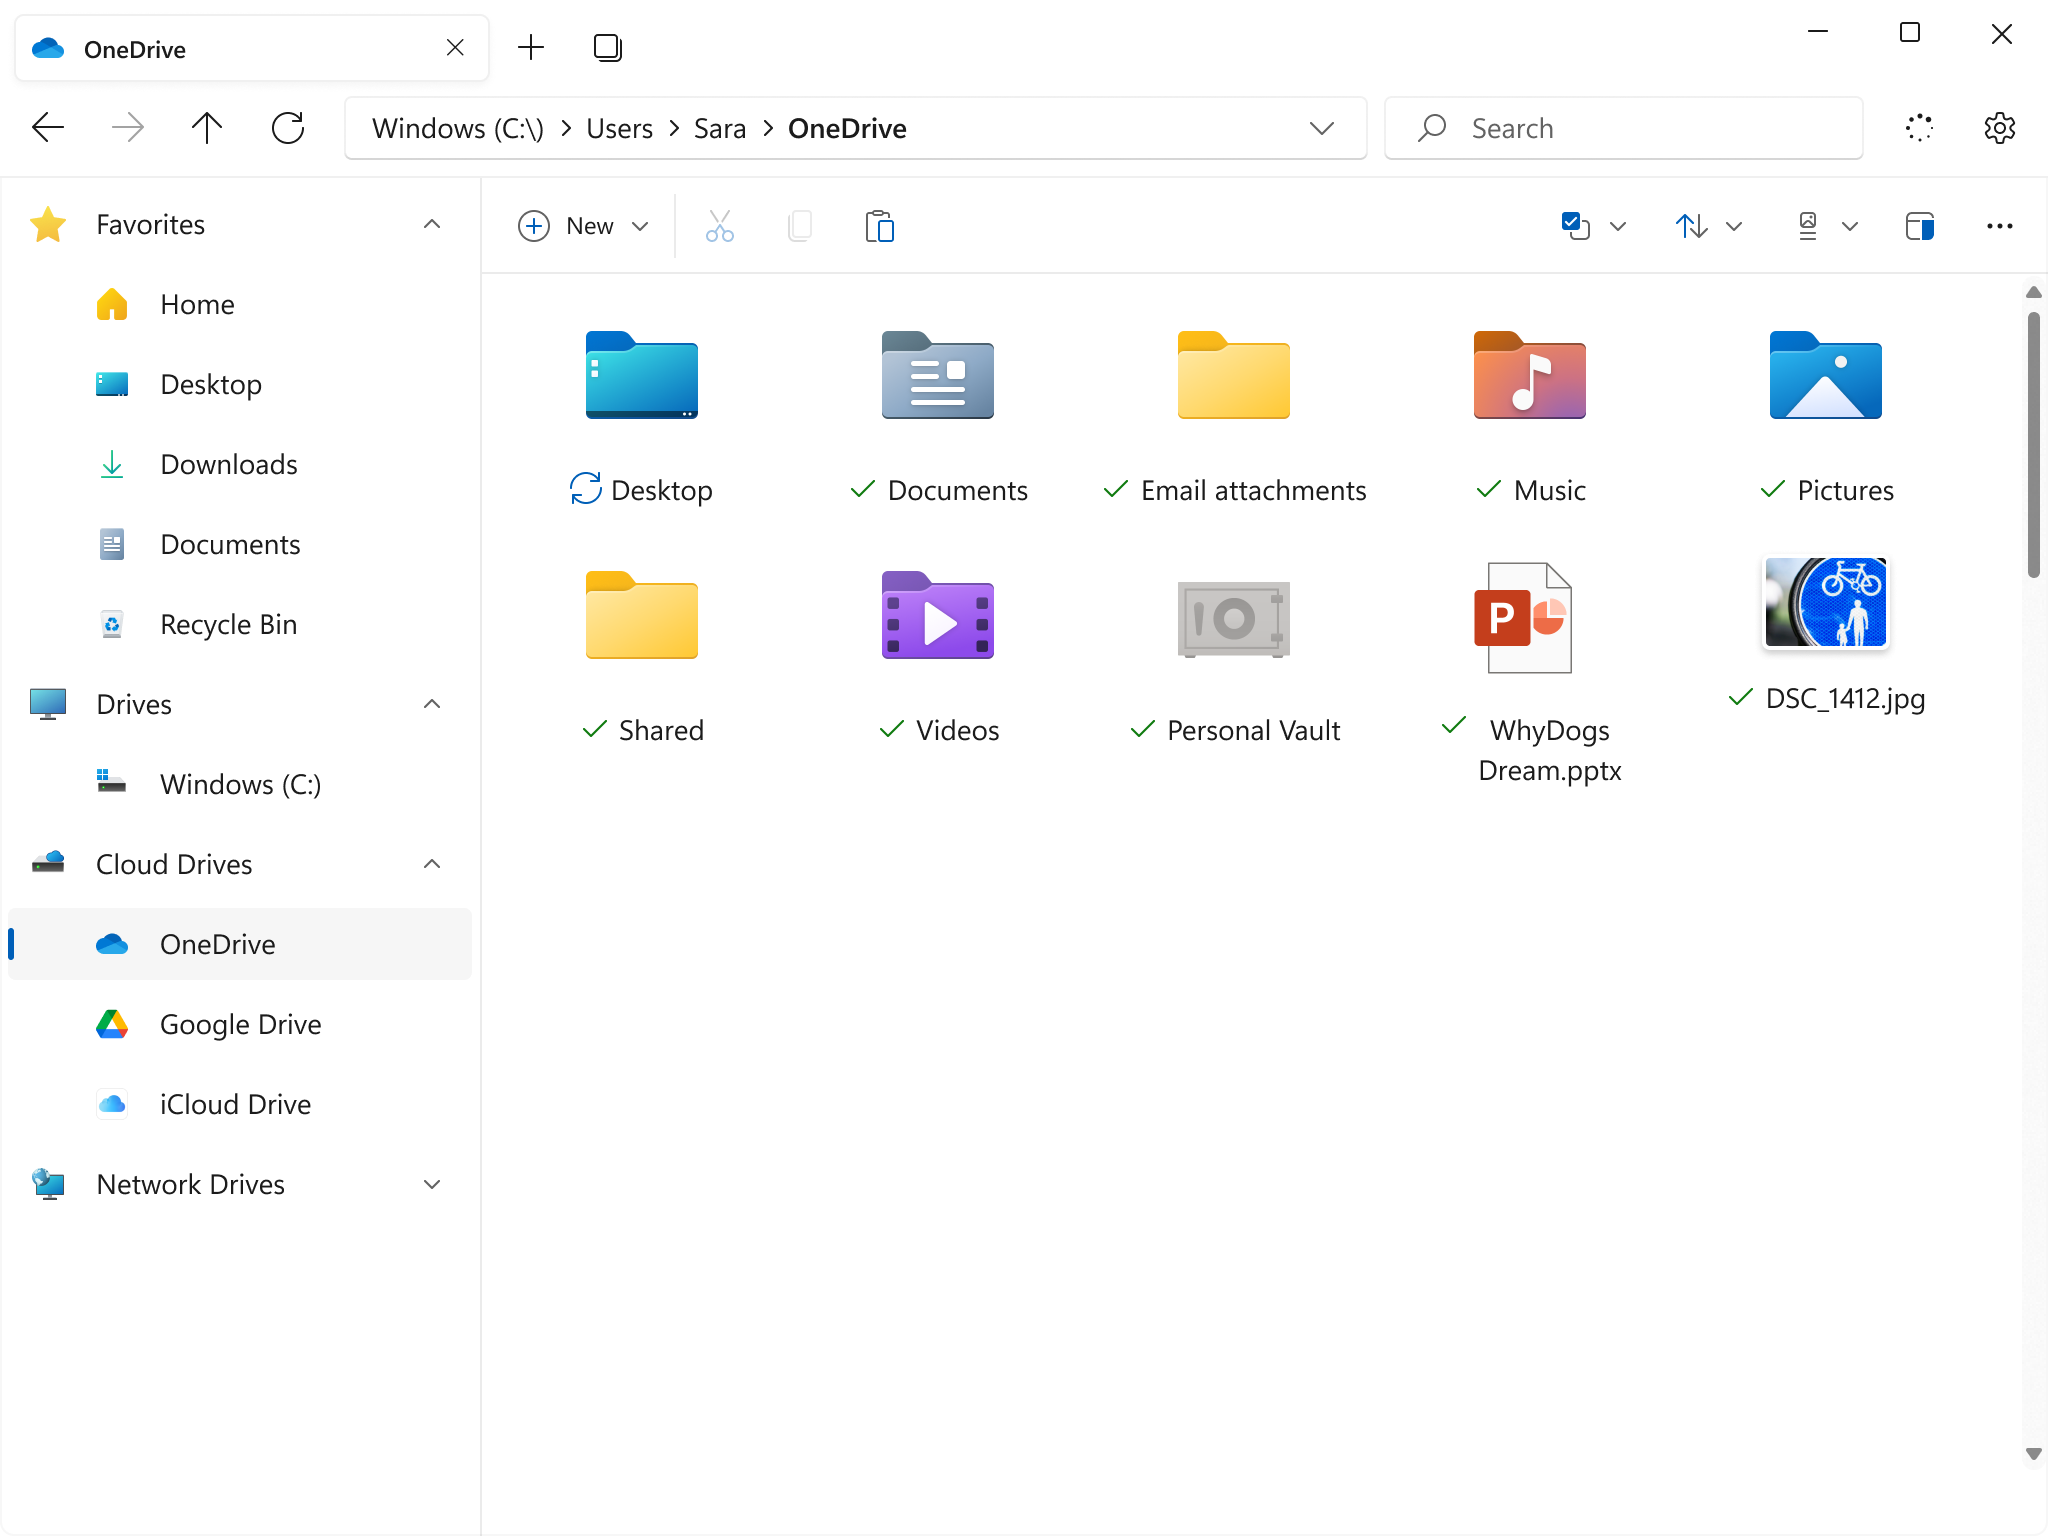 OneDrive
Windows (C:\) > Users > Sara > OneDrive
Search
Favorites
Home
Desktop
Downloads
Documents
Recycle Bin
Drives
Windows (C:)
Cloud Drives
OneDrive
Google Drive
iCloud Drive
Network Drives
New
Desktop
Documents
Email attachments
Music
Pictures
Shared
Videos
Personal Vault
P
WhyDogs
Dream.pptx
DSC_1412.jpg